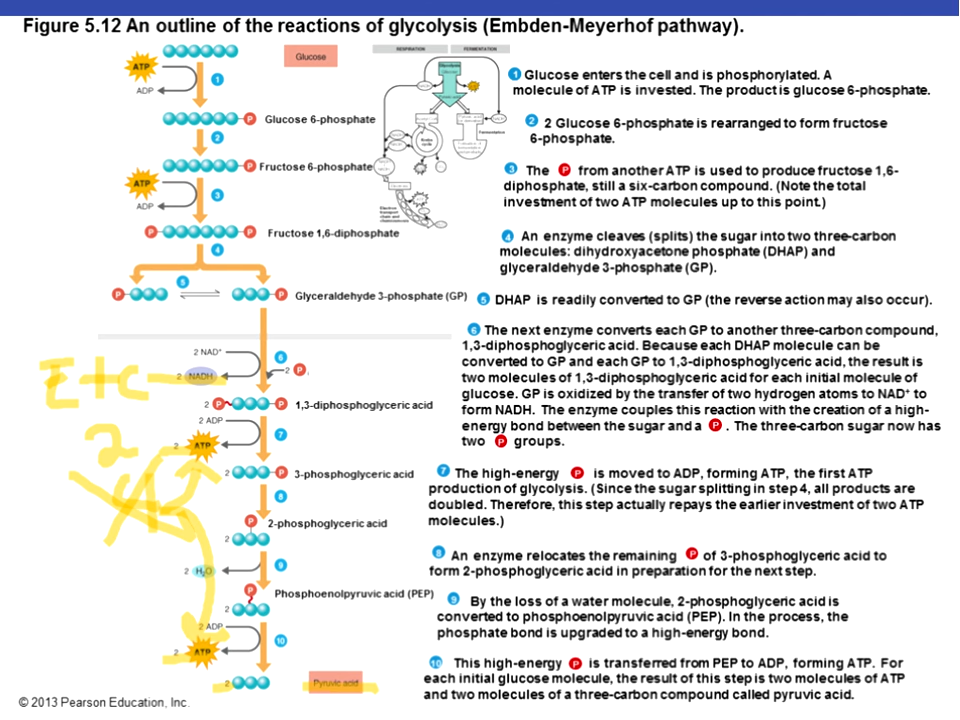 Figure 5.12 An outline of the reactions of glycolysis (Embden-Meyerhof pathway).
RESPIRATION
FERMENTATION
Glucose
ATP
ADP
1
Glucose 6-phosphate
2
Fructose 6-phosphate
ATP
ADP
3
P
Fructose 1,6-diphosphate
P
4
P
5
P
Glyceraldehyde 3-phosphate (GP)
2 NAD+
6
2 NADH
2 P
Etc
2 P
P
1,3-diphosphoglyceric acid
2 ADP
7
2 ATP
2
2
P
3-phosphoglyceric acid
8
P
2
2-phosphoglyceric acid
2 H₂O
9
P
2
Phosphoenolpyruvic acid (PEP)
2 ADP
10
2 ATP
2
Pyruvic acid
1 Glucose enters the cell and is phosphorylated. A
molecule of ATP is invested. The product is glucose 6-phosphate.
2 2 Glucose 6-phosphate is rearranged to form fructose
6-phosphate.
3 The P from another ATP is used to produce fructose 1,6-
diphosphate, still a six-carbon compound. (Note the total
investment of two ATP molecules up to this point.)
4 An enzyme cleaves (splits) the sugar into two three-carbon
molecules: dihydroxyacetone phosphate (DHAP) and
glyceraldehyde 3-phosphate (GP).
5 DHAP is readily converted to GP (the reverse action may also occur).
6 The next enzyme converts each GP to another three-carbon compound,
1,3-diphosphoglyceric acid. Because each DHAP molecule can be
converted to GP and each GP to 1,3-diphosphoglyceric acid, the result is
two molecules of 1,3-diphosphoglyceric acid for each initial molecule of
glucose. GP is oxidized by the transfer of two hydrogen atoms to NAD+ to
form NADH. The enzyme couples this reaction with the creation of a high-
energy bond between the sugar and a P . The three-carbon sugar now has
two P groups.
7 The high-energy P is moved to ADP, forming ATP, the first ATP
production of glycolysis. (Since the sugar splitting in step 4, all products are
doubled. Therefore, this step actually repays the earlier investment of two ATP
molecules.)
8 An enzyme relocates the remaining P of 3-phosphoglyceric acid to
form 2-phosphoglyceric acid in preparation for the next step.
9 By the loss of a water molecule, 2-phosphoglyceric acid is
converted to phosphoenolpyruvic acid (PEP). In the process, the
phosphate bond is upgraded to a high-energy bond.
10 This high-energy P is transferred from PEP to ADP, forming ATP. For
each initial glucose molecule, the result of this step is two molecules of ATP
and two molecules of a three-carbon compound called pyruvic acid.
© 2013 Pearson Education, Inc.